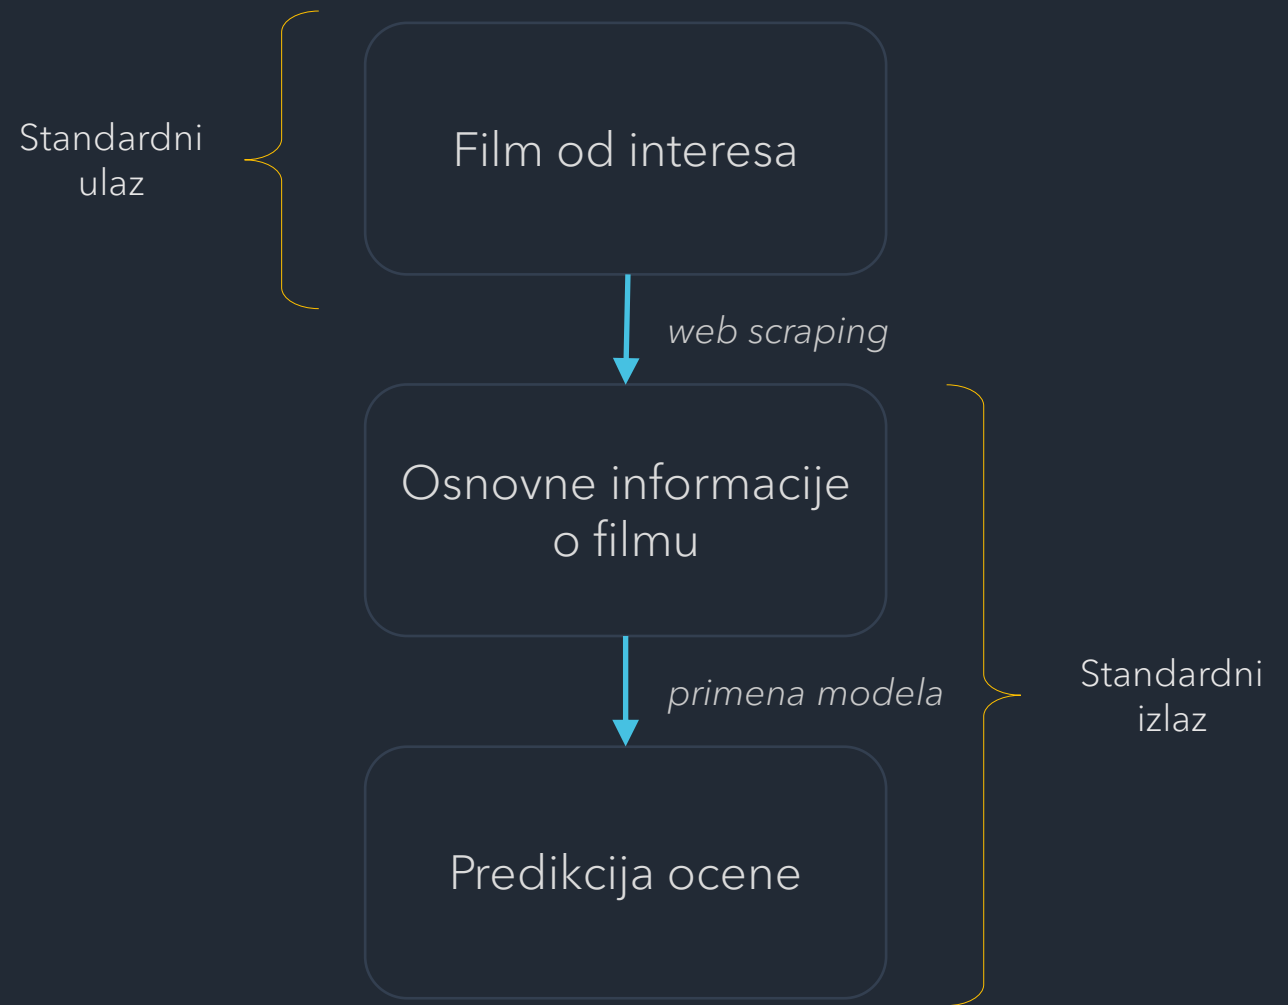 Standardni
ulaz
Film od interesa
web scraping
Osnovne informacije
o filmu
primena modela
Standardni
izlaz
Predikcija ocene